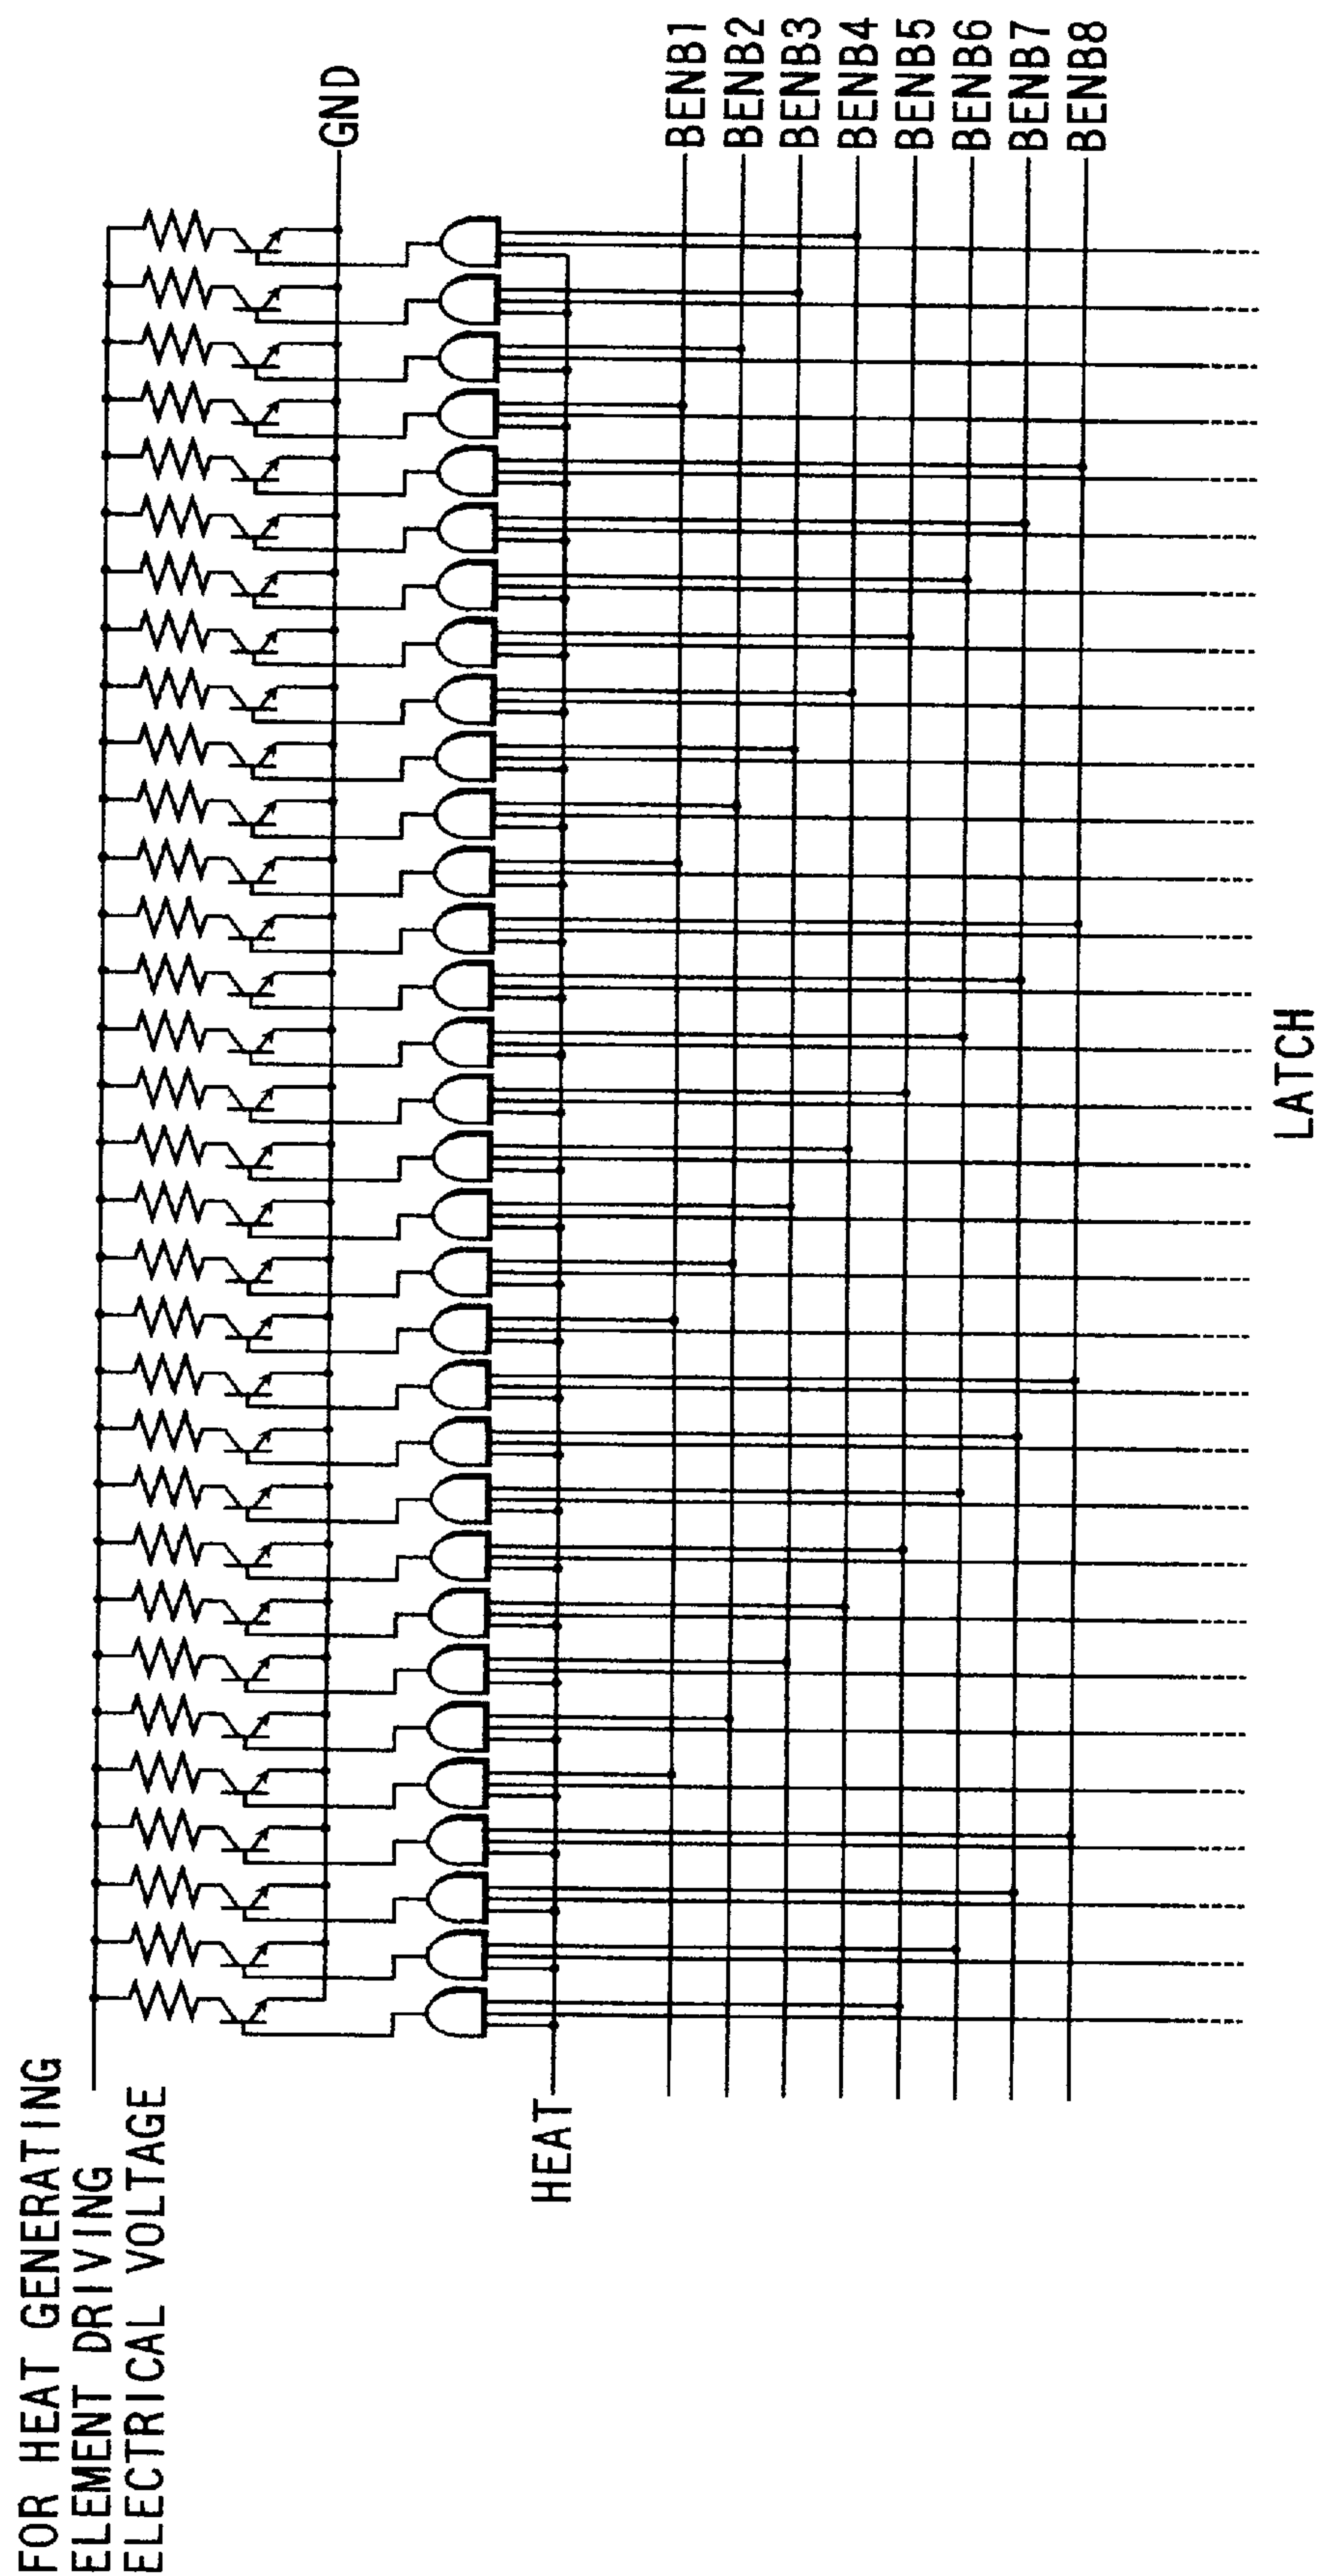 FOR HEAT GENERATING
ELEMENT DRIVING
ELECTRICAL VOLTAGE
GND
HEAT
BENB1
BENB2
BENB3
BENB4
BENB5
BENB6
BENB7
BENB8
LATCH